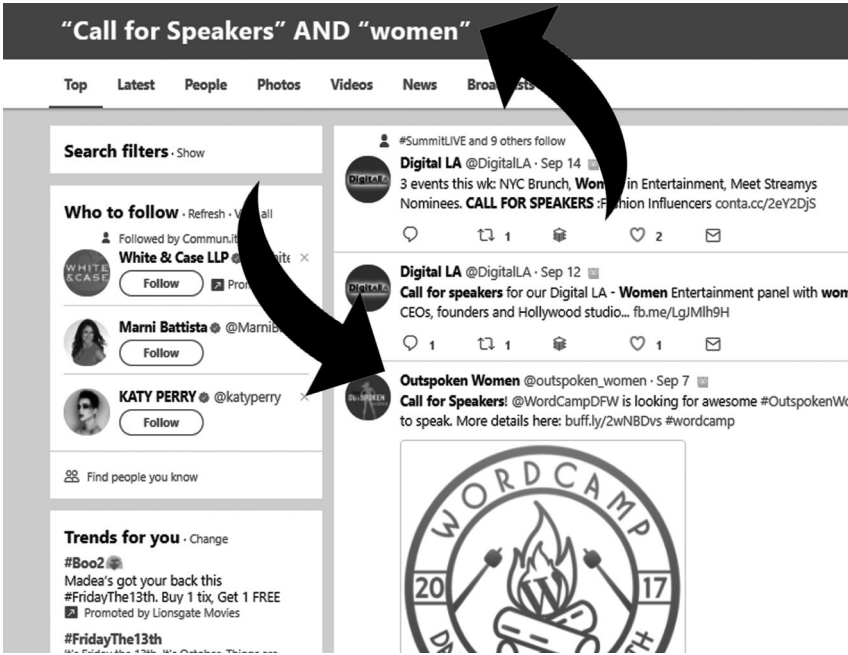 “Call for Speakers” AND “women”
Top Latest People Photos Videos News
Search filters · Show
Who to follow · Refresh · all
Followed by Commun.it
White & Case LLP
WHITE
&CASE
Follow
Marni Battista
Follow
KATY PERRY @katyperry
Follow
Find people you know
Trends for you · Change
#Boo2
Madea's got your back this
#FridayThe13th. Buy 1 tix, Get 1 FREE
Promoted by Lionsgate Movies
#FridayThe13th
#SummitLIVE and 9 others follow
Digital LA @DigitalLA · Sep 14
DigitalLA
3 events this wk: NYC Brunch, in Entertainment, Meet Streamys
Nominees. CALL FOR SPEAKERS : Influencers conta.cc/2eY2DjS
1 2
Digital LA @DigitalLA · Sep 12
DigitalLA
Call for speakers for our Digital LA - Women Entertainment panel with
CEOs, founders and Hollywood studio... fb.me/LgJMlh9H
1 1 1
Outspoken Women @outspoken_women · Sep 7
OUTSPOKEN
Call for Speakers! @WordCampDFW is looking for awesome
to speak. More details here: buff.ly/2wNBDvs #wordcamp
WORDCAMP
20 17